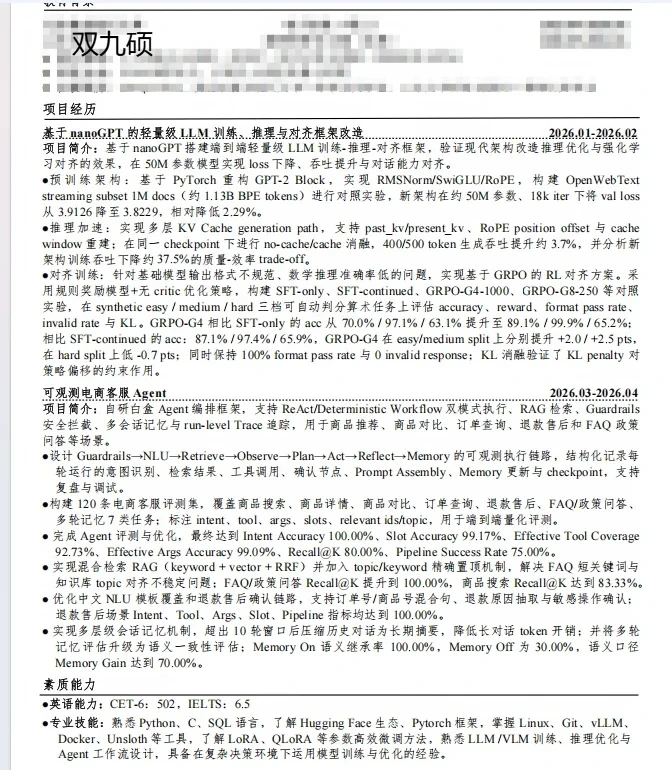 双九硕
项目经历
基于 nanoGPT 的轻量级 LLM 训练、推理与对齐框架改造 2026.01-2026.02
项目简介：基于 nanoGPT 搭建端到端轻量级 LLM 训练-推理-对齐框架，验证现代架构改造推理优化与强化学
习对齐的效果，在 50M 参数模型实现 loss 下降、吞吐提升与对话能力对齐。
●预训练架构：基于 PyTorch 重构 GPT-2 Block，实现 RMSNorm/SwiGLU/RoPE，构建 OpenWebText
streaming subset 1M docs（约 1.13B BPE tokens）进行对照实验，新架构在约 50M 参数、18k iter 下将 val loss
从 3.9126 降至 3.8229，相对降低 2.29%。
●推理加速：实现多层 KV Cache generation path，支持 past_kv/present_kv、RoPE position offset 与 cache
window 重建；在同一 checkpoint 下进行 no-cache/cache 消融，400/500 token 生成吞吐提升约 3.7%，并分析新
架构训练吞吐下降约 37.5%的质量-效率 trade-off。
●对齐训练：针对基础模型输出格式不规范、数学推理准确率低的问题，实现基于 GRPO 的 RL 对齐方案。采
用规则奖励模型+无 critic 优化策略，构建 SFT-only、SFT-continued、GRPO-G4-1000、GRPO-G8-250 等对照
实验，在 synthetic easy / medium / hard 三档可自动判分算术任务上评估 accuracy、reward、format pass rate、
invalid rate 与 KL。GRPO-G4 相比 SFT-only 的 acc 从 70.0% / 97.1% / 63.1% 提升至 89.1% / 99.9% / 65.2%；
相比 SFT-continued 的 acc：87.1% / 97.4% / 65.9%，GRPO-G4 在 easy/medium split 上分别提升 +2.0 / +2.5 pts，
在 hard split 上低 -0.7 pts；同时保持 100% format pass rate 与 0 invalid response；KL 消融验证了 KL penalty 对
策略偏移的约束作用。
可观测电商客服 Agent 2026.03-2026.04
项目简介：自研白盒 Agent 编排框架，支持 ReAct/Deterministic Workflow 双模式执行、RAG 检索、Guardrails
安全拦截、多会话记忆与 run-level Trace 追踪，用于商品推荐、商品对比、订单查询、退款售后和 FAQ 政策
问答等场景。
●设计 Guardrails→NLU→Retrieve→Observe→Plan→Act→Reflect→Memory 的可观测执行链路，结构化记录每
轮运行的意图识别、检索结果、工具调用、确认节点、Prompt Assembly、Memory 更新与 checkpoint，支持
复盘与调试。
●构建 120 条电商客服评测集，覆盖商品搜索、商品详情、商品对比、订单查询、退款售后、FAQ/政策问答、
多轮记忆 7 类任务；标注 intent、tool、args、slots、relevant ids/topic，用于端到端量化评测。
●完成 Agent 评测与优化，最终达到 Intent Accuracy 100.00%、Slot Accuracy 99.17%、Effective Tool Coverage
92.73%、Effective Args Accuracy 99.09%、Recall@K 80.00%、Pipeline Success Rate 75.00%。
●实现混合检索 RAG（keyword + vector + RRF）并加入 topic/keyword 精确置顶机制，解决 FAQ 短关键词与
知识库 topic 对齐不稳定问题；FAQ/政策问答 Recall@K 提升到 100.00%，商品搜索 Recall@K 达到 83.33%。
●优化中文 NLU 模板覆盖和退款售后确认链路，支持订单号/商品号混合句、退款原因抽取与敏感操作确认；
退款售后场景 Intent、Tool、Args、Slot、Pipeline 指标均达到 100.00%。
●实现多层级会话记忆机制，超出 10 轮窗口后压缩历史对话为长期摘要，降低长对话 token 开销；并将多轮
记忆评估升级为语义一致性评估；Memory On 语义继承率 100.00%，Memory Off 为 30.00%，语义口径
Memory Gain 达到 70.00%。
素质能力
●英语能力：CET-6：502，IELTS：6.5
●专业技能：熟悉 Python、C、SQL 语言，了解 Hugging Face 生态、Pytorch 框架，掌握 Linux、Git、vLLM、
Docker、Unsloth 等工具，了解 LoRA、QLoRA 等参数高效微调方法，熟悉 LLM /VLM 训练、推理优化与
Agent 工作流设计，具备在复杂决策环境下运用模型训练与优化的经验。